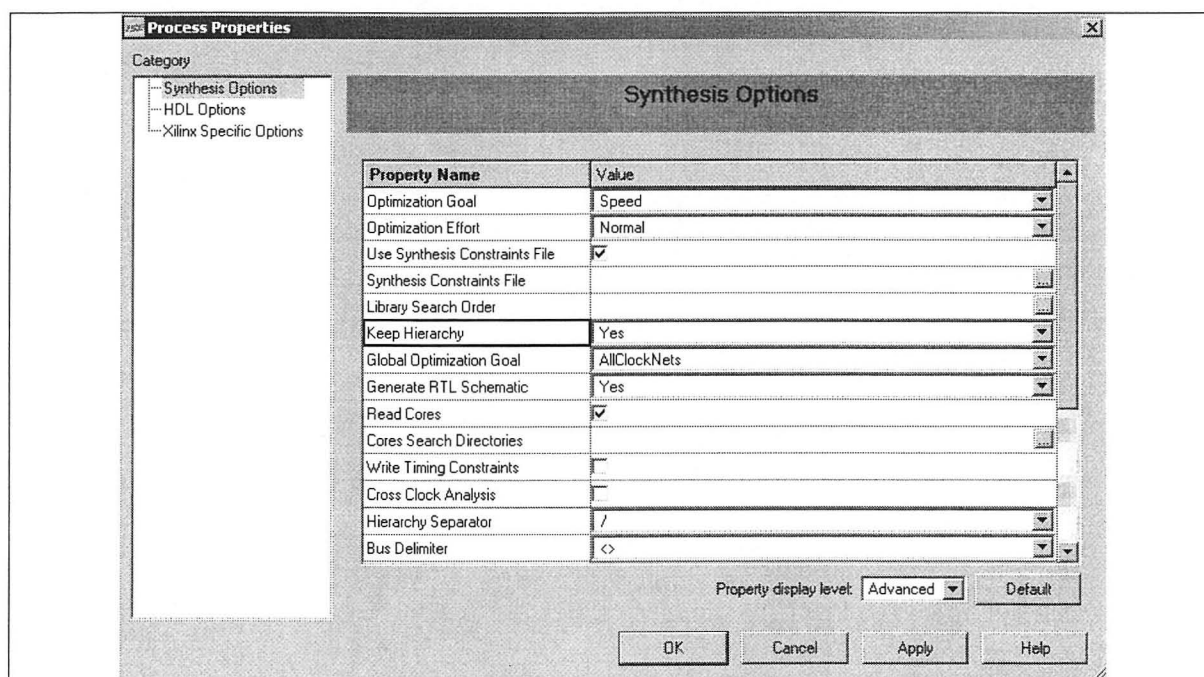 Process Properties
Category
Synthesis Options
HDL Options
Xilinx Specific Options
Synthesis Options
Property Name Value
Optimization Goal Speed
Optimization Effort Normal
Use Synthesis Constraints File
Synthesis Constraints File ...
Library Search Order ...
Keep Hierarchy Yes
Global Optimization Goal AllClockNets
Generate RTL Schematic Yes
Read Cores
Cores Search Directories ...
Write Timing Constraints
Cross Clock Analysis
Hierarchy Separator /
Bus Delimiter <>
Property display level: Advanced Default
OK Cancel Apply Help